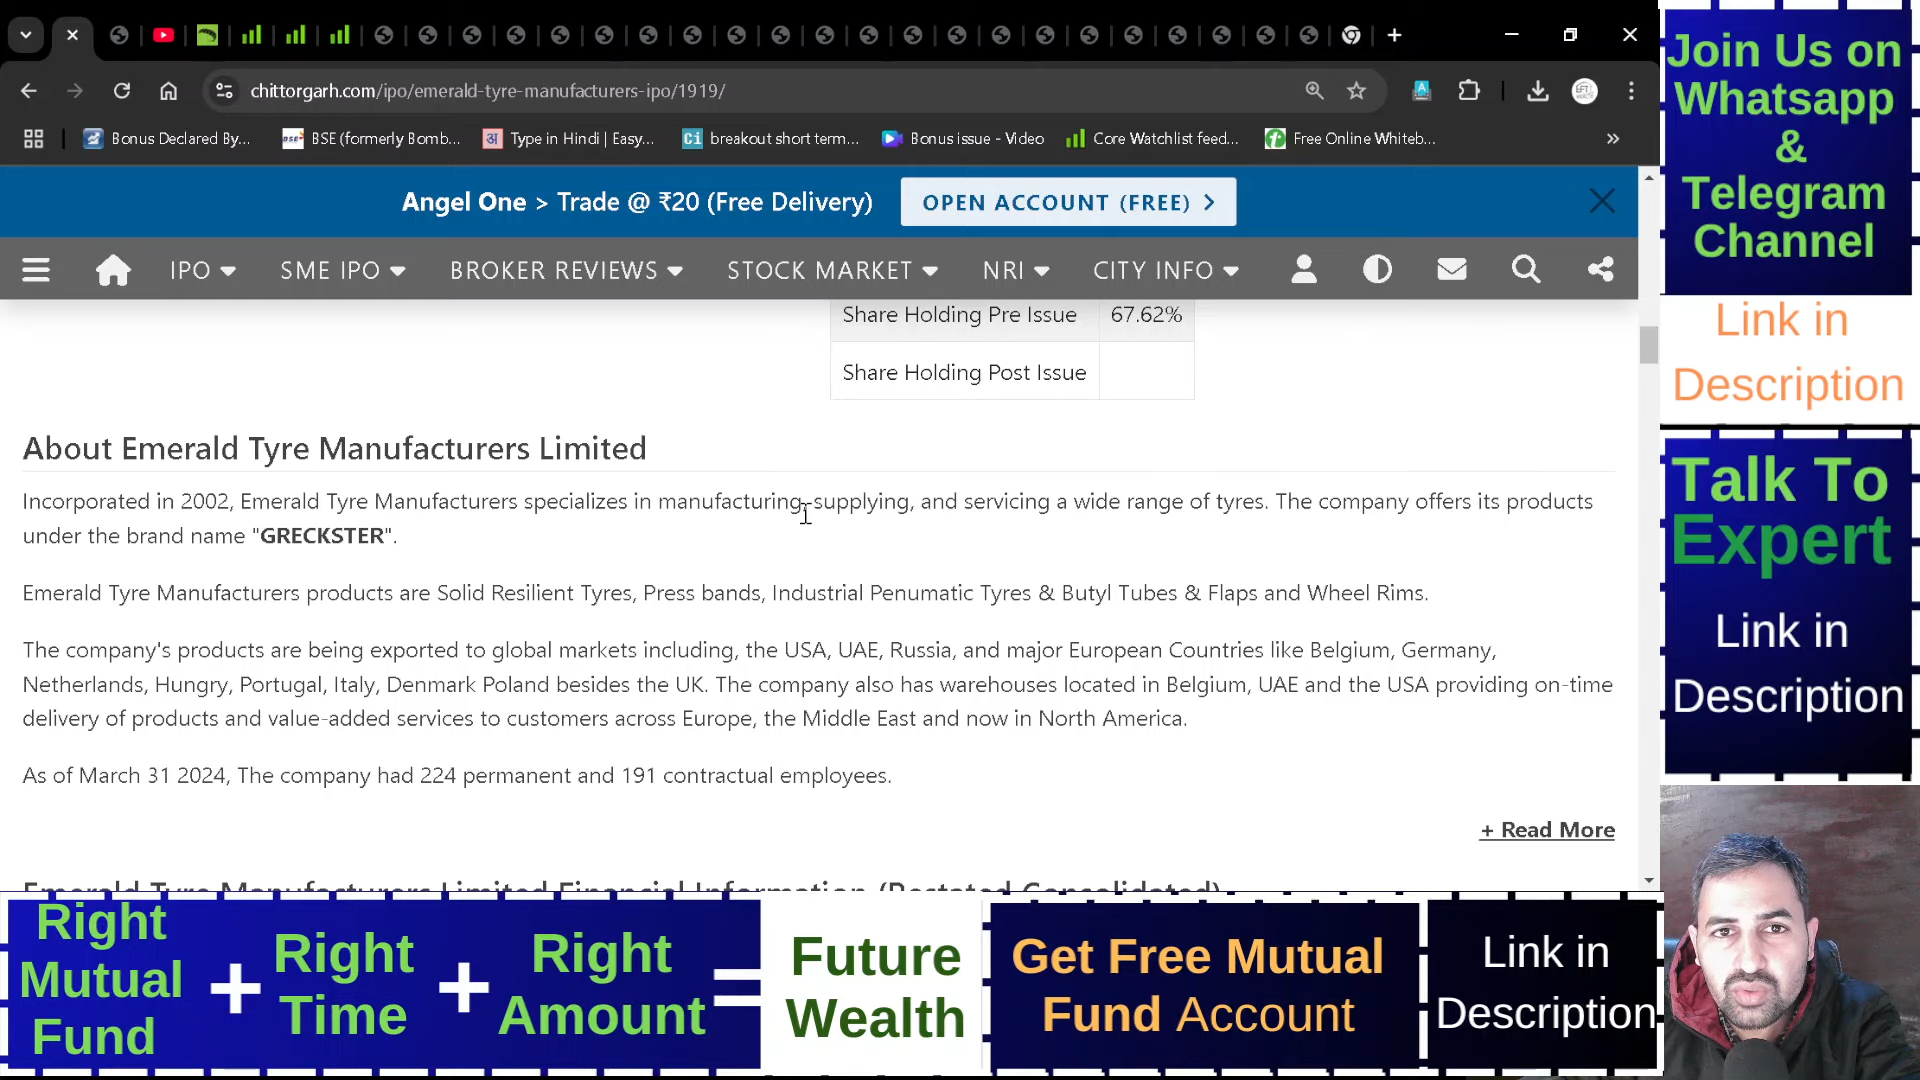 chittorgarh.com/ipo/emerald-tyre-manufacturers-ipo/1919/
Bonus Declared By...
BSE (formerly Bomb...
Type in Hindi | Easy...
breakout short term...
Bonus issue - Video
Core Watchlist feed...
Free Online Whiteb...
Angel One > Trade @ ₹20 (Free Delivery)
OPEN ACCOUNT (FREE)
IPO
SME IPO
BROKER REVIEWS
STOCK MARKET
NRI
CITY INFO
Share Holding Pre Issue 67.62%
Share Holding Post Issue
About Emerald Tyre Manufacturers Limited
Incorporated in 2002, Emerald Tyre Manufacturers specializes in manufacturing, supplying, and servicing a wide range of tyres. The company offers its products
under the brand name "GRECKSTER".
Emerald Tyre Manufacturers products are Solid Resilient Tyres, Press bands, Industrial Penumatic Tyres & Butyl Tubes & Flaps and Wheel Rims.
The company's products are being exported to global markets including, the USA, UAE, Russia, and major European Countries like Belgium, Germany,
Netherlands, Hungry, Portugal, Italy, Denmark Poland besides the UK. The company also has warehouses located in Belgium, UAE and the USA providing on-time
delivery of products and value-added services to customers across Europe, the Middle East and now in North America.
As of March 31 2024, The company had 224 permanent and 191 contractual employees.
+ Read More
Emerald Tyre Manufacturers Limited Financial Information (Restated Consolidated)
Join Us on
Whatsapp
&
Telegram
Channel
Link in
Description
Talk To
Expert
Link in
Description
Right
Mutual
Fund
+
Right
Time
+
Right
Amount
=
Future
Wealth
Get Free Mutual
Fund Account
Link in
Description